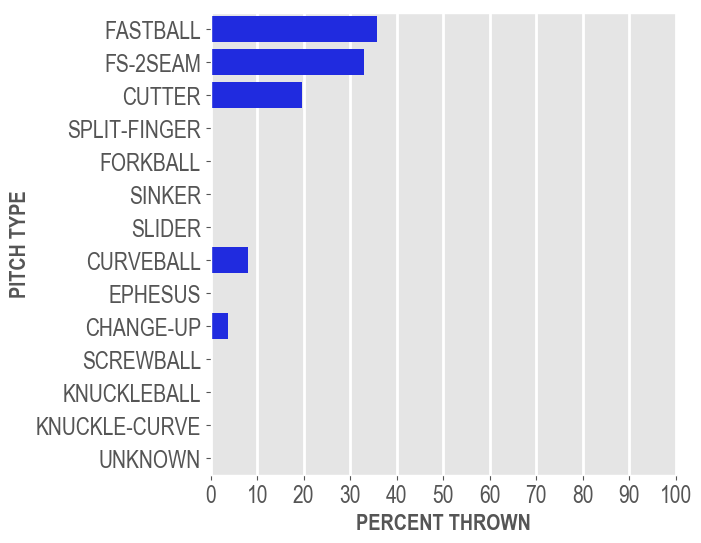 FASTBALL
FS-2SEAM
CUTTER
SPLIT-FINGER
FORKBALL
SINKER
SLIDER
CURVEBALL
EPHESUS
CHANGE-UP
SCREWBALL
KNUCKLEBALL
KNUCKLE-CURVE
UNKNOWN
PITCH TYPE
0 10 20 30 40 50 60 70 80 90 100
PERCENT THROWN